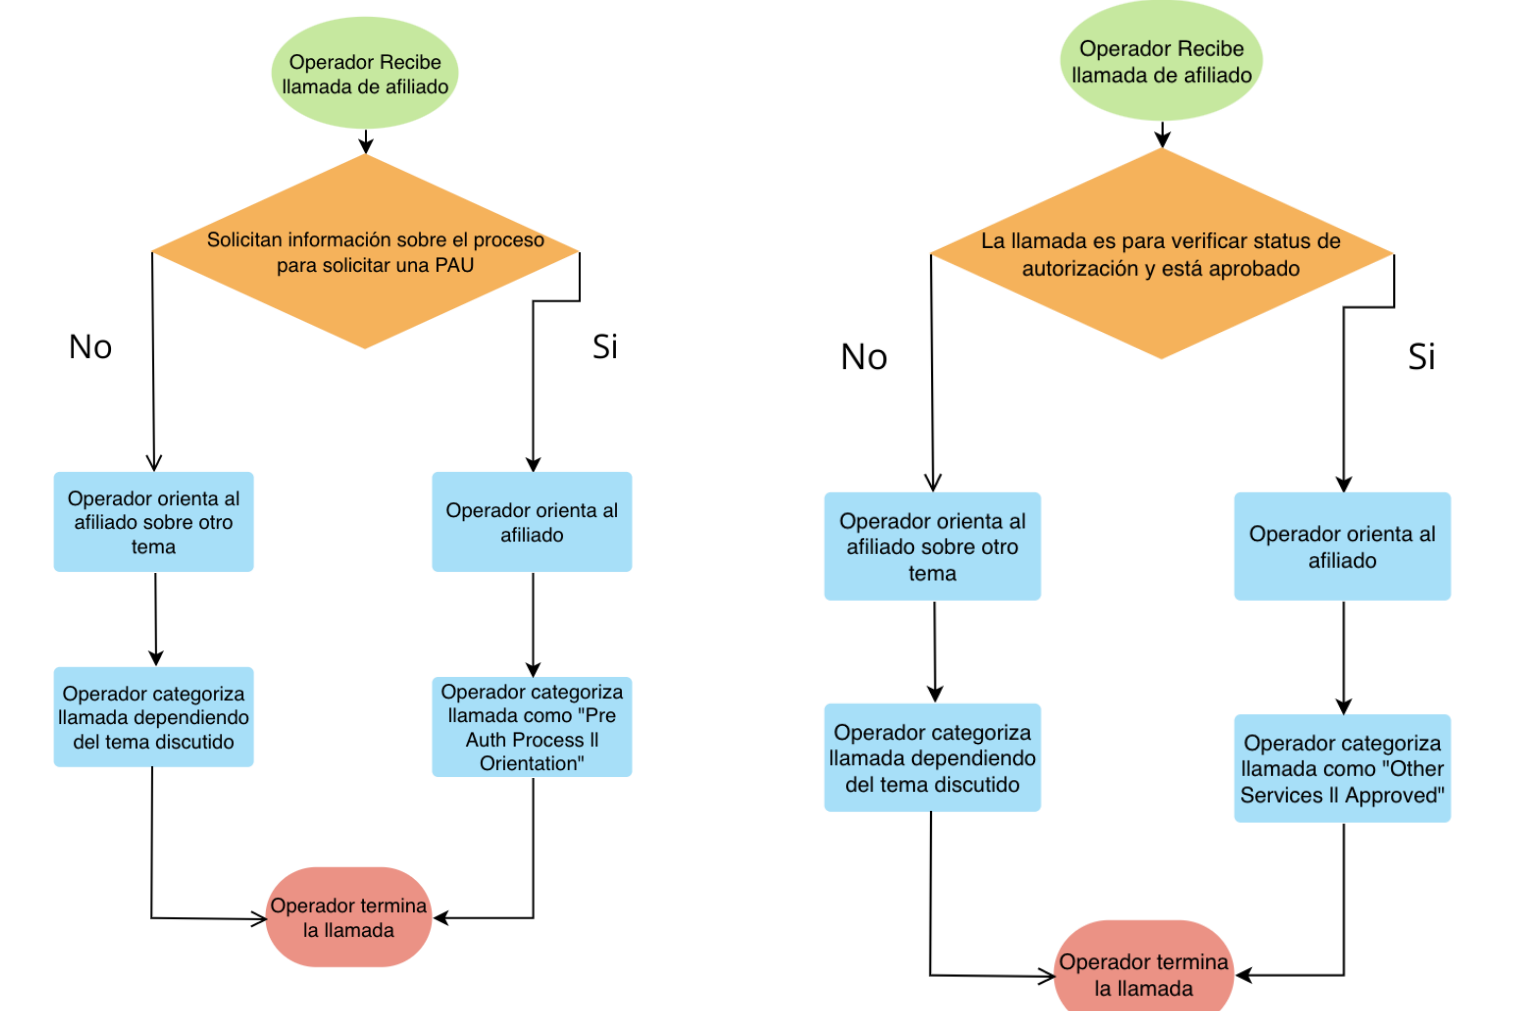 Operador Recibe
llamada de afiliado
Solicitan información sobre el proceso
para solicitar una PAU
No
Si
Operador orienta al
afiliado sobre otro
tema
Operador orienta al
afiliado
Operador categoriza
llamada dependiendo
del tema discutido
Operador categoriza
llamada como "Pre
Auth Process ll
Orientation"
Operador termina
la llamada
Operador Recibe
llamada de afiliado
La llamada es para verificar status de
autorización y está aprobado
No
Si
Operador orienta al
afiliado sobre otro
tema
Operador orienta al
afiliado
Operador categoriza
llamada dependiendo
del tema discutido
Operador categoriza
llamada como "Other
Services ll Approved"
Operador termina
la llamada